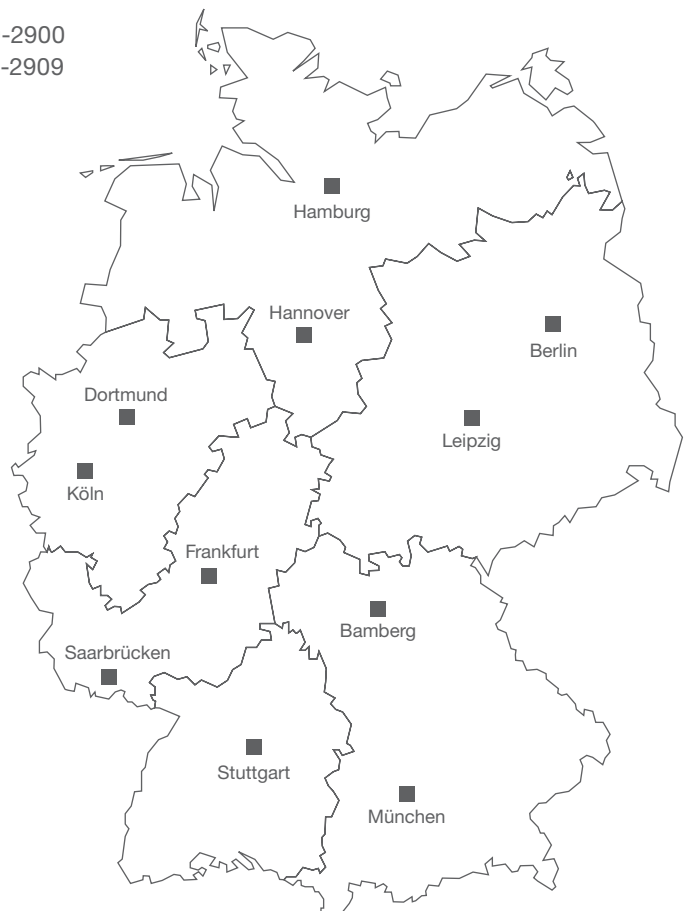 -2900
-2909
Hamburg
Hannover
Berlin
Dortmund
Leipzig
Köln
Frankfurt
Bamberg
Saarbrücken
Stuttgart
München